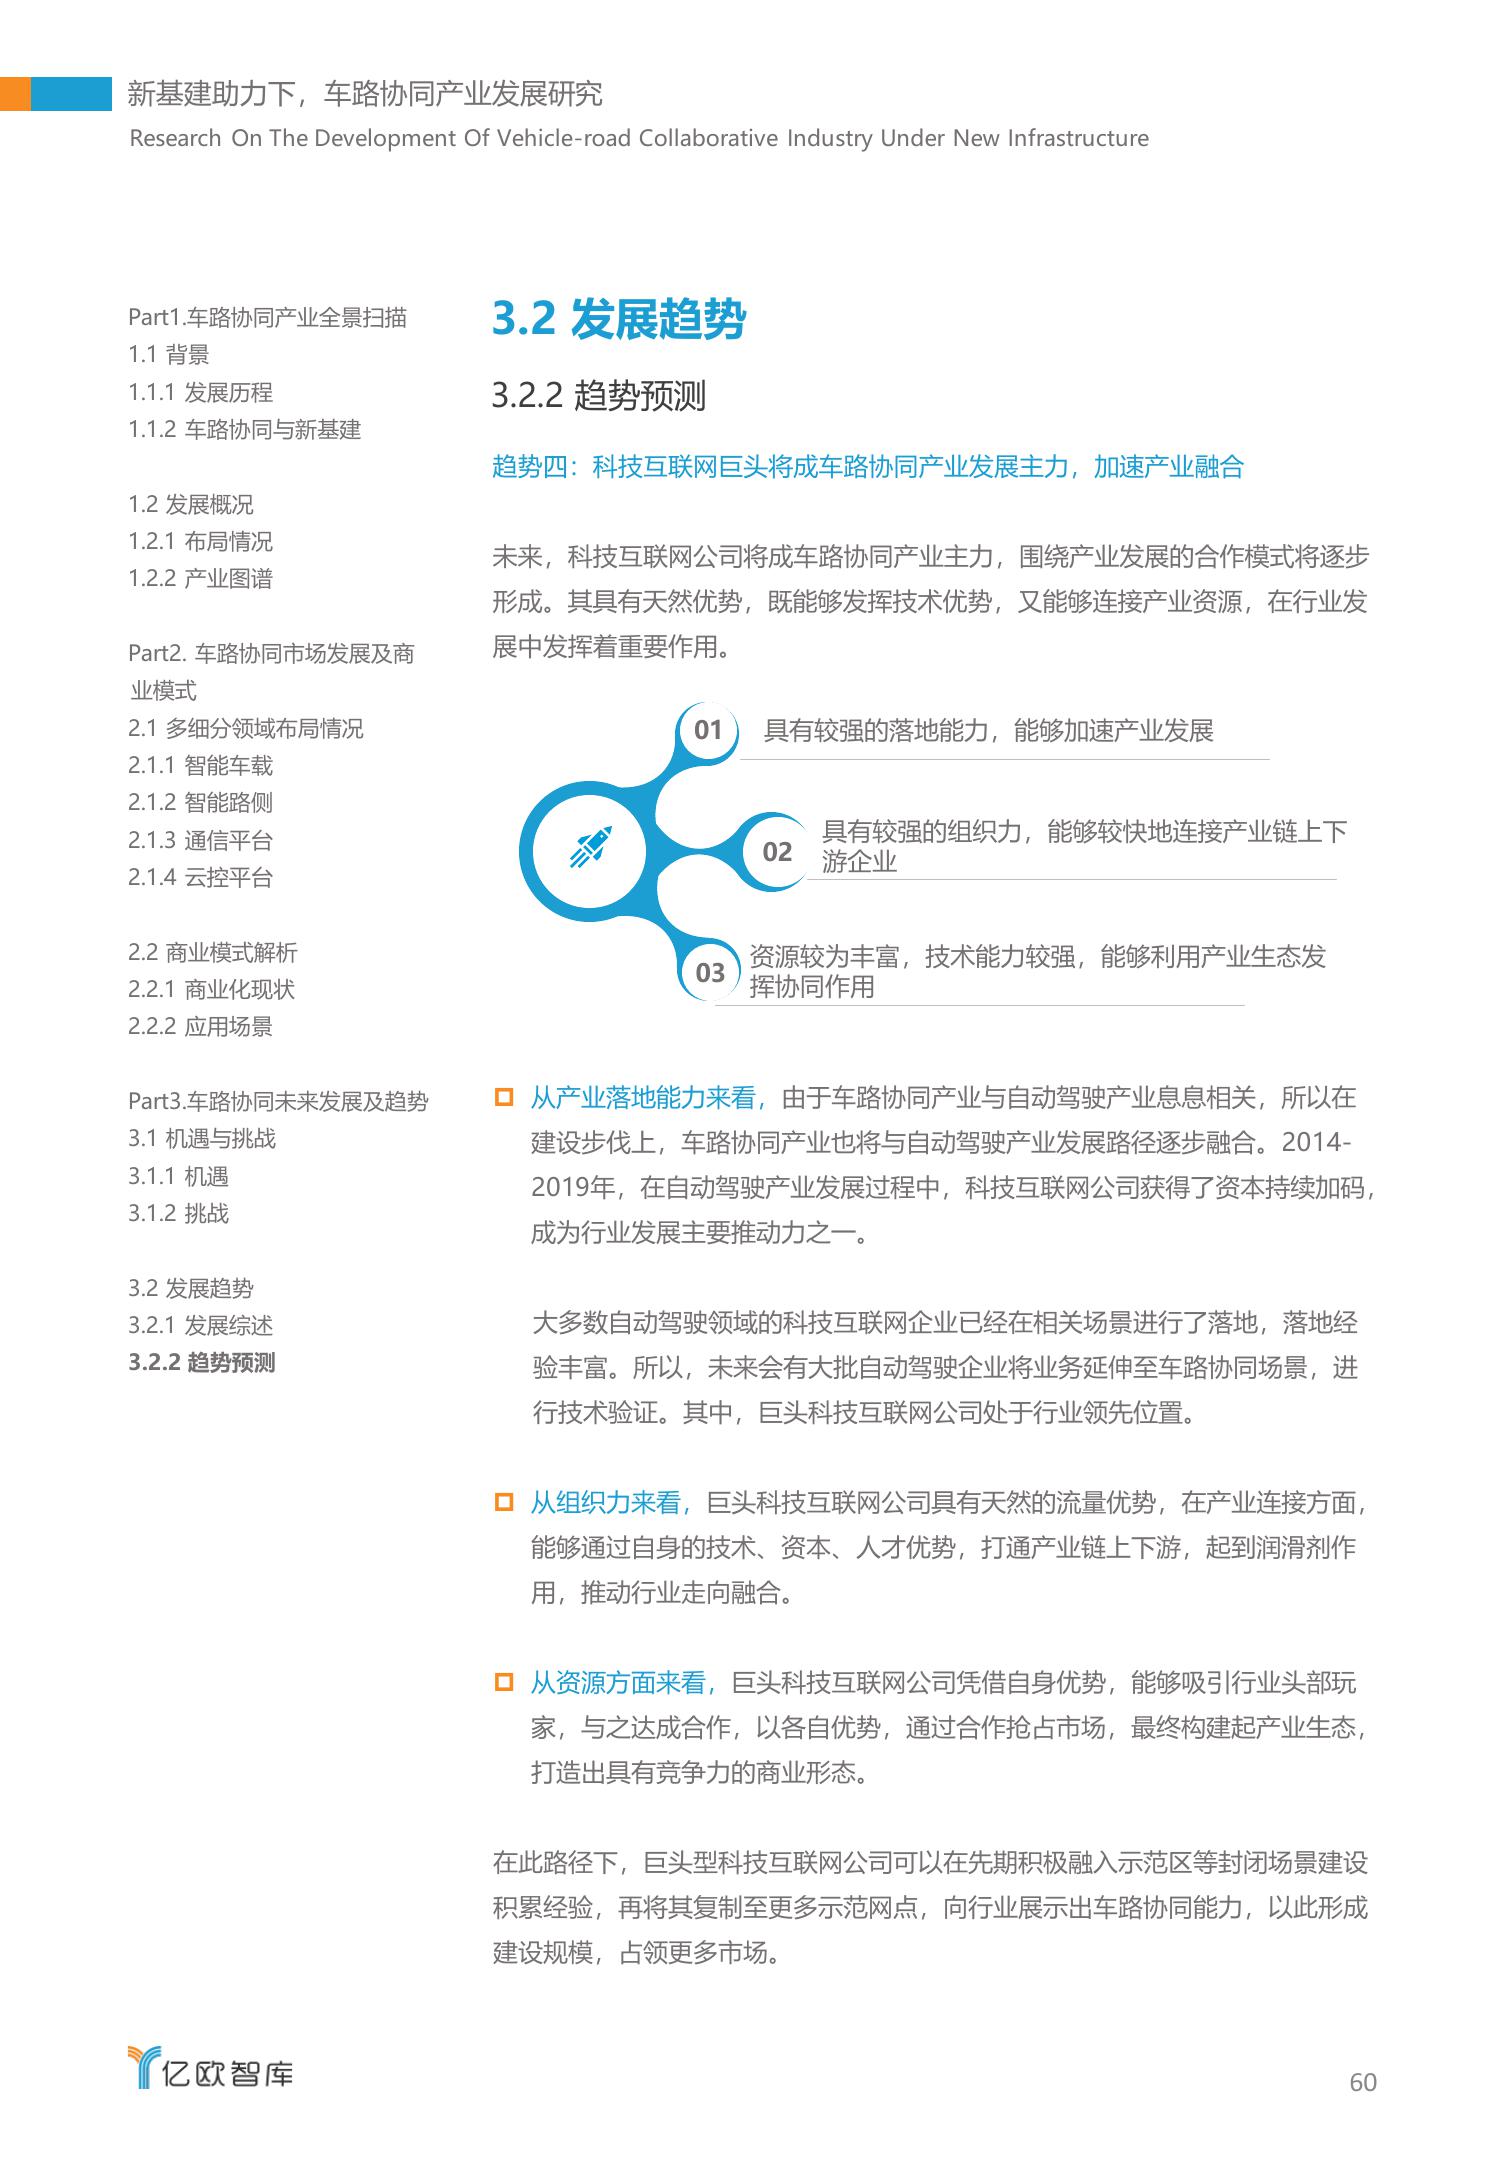 新基建助力下，车路协同产业发展研究
Research On The Development Of Vehicle-road Collaborative Industry Under New Infrastructure
Part1.车路协同产业全景扫描
1.1 背景
1.1.1 发展历程
1.1.2 车路协同与新基建
1.2 发展概况
1.2.1 布局情况
1.2.2 产业图谱
Part2. 车路协同市场发展及商
业模式
2.1 多细分领域布局情况
2.1.1 智能车载
2.1.2 智能路侧
2.1.3 通信平台
2.1.4 云控平台
2.2 商业模式解析
2.2.1 商业化现状
2.2.2 应用场景
Part3.车路协同未来发展及趋势
3.1 机遇与挑战
3.1.1 机遇
3.1.2 挑战
3.2 发展趋势
3.2.1 发展综述
3.2.2 趋势预测
3.2 发展趋势
3.2.2 趋势预测
趋势四：科技互联网巨头将成车路协同产业发展主力，加速产业融合
未来，科技互联网公司将成车路协同产业主力，围绕产业发展的合作模式将逐步
形成。其具有天然优势，既能够发挥技术优势，又能够连接产业资源，在行业发
展中发挥着重要作用。
01 具有较强的落地能力，能够加速产业发展
02 具有较强的组织力，能够较快地连接产业链上下
游企业
03 资源较为丰富，技术能力较强，能够利用产业生态发
挥协同作用
从产业落地能力来看，由于车路协同产业与自动驾驶产业息息相关，所以在
建设步伐上，车路协同产业也将与自动驾驶产业发展路径逐步融合。2014-
2019年，在自动驾驶产业发展过程中，科技互联网公司获得了资本持续加码，
成为行业发展主要推动力之一。
大多数自动驾驶领域的科技互联网企业已经在相关场景进行了落地，落地经
验丰富。所以，未来会有大批自动驾驶企业将业务延伸至车路协同场景，进
行技术验证。其中，巨头科技互联网公司处于行业领先位置。
从组织力来看，巨头科技互联网公司具有天然的流量优势，在产业连接方面，
能够通过自身的技术、资本、人才优势，打通产业链上下游，起到润滑剂作
用，推动行业走向融合。
从资源方面来看，巨头科技互联网公司凭借自身优势，能够吸引行业头部玩
家，与之达成合作，以各自优势，通过合作抢占市场，最终构建起产业生态，
打造出具有竞争力的商业形态。
在此路径下，巨头型科技互联网公司可以在先期积极融入示范区等封闭场景建设
积累经验，再将其复制至更多示范网点，向行业展示出车路协同能力，以此形成
建设规模，占领更多市场。
亿欧智库
60